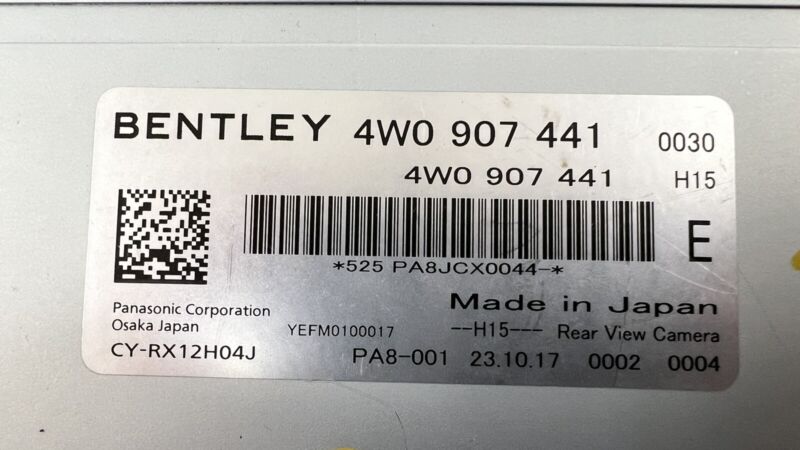 BENTLEY 4W0 907 441 0030
4W0 907 441 H15
E
*525 PA8JCX0044-*
Made in Japan
Panasonic Corporation
Osaka Japan
YEFM0100017 --H15--- Rear View Camera
CY-RX12H04J PA8-001 23.10.17 0002 0004